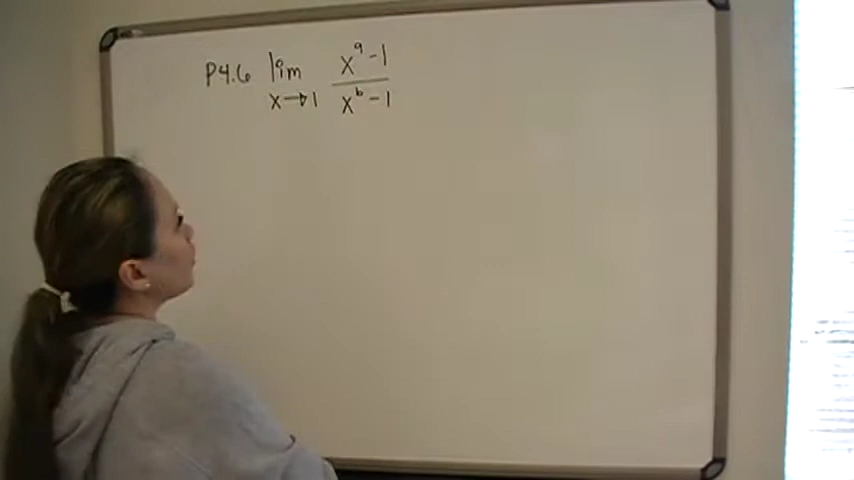 P4.6 lim x→1 (x^a - 1)/(x^b - 1)